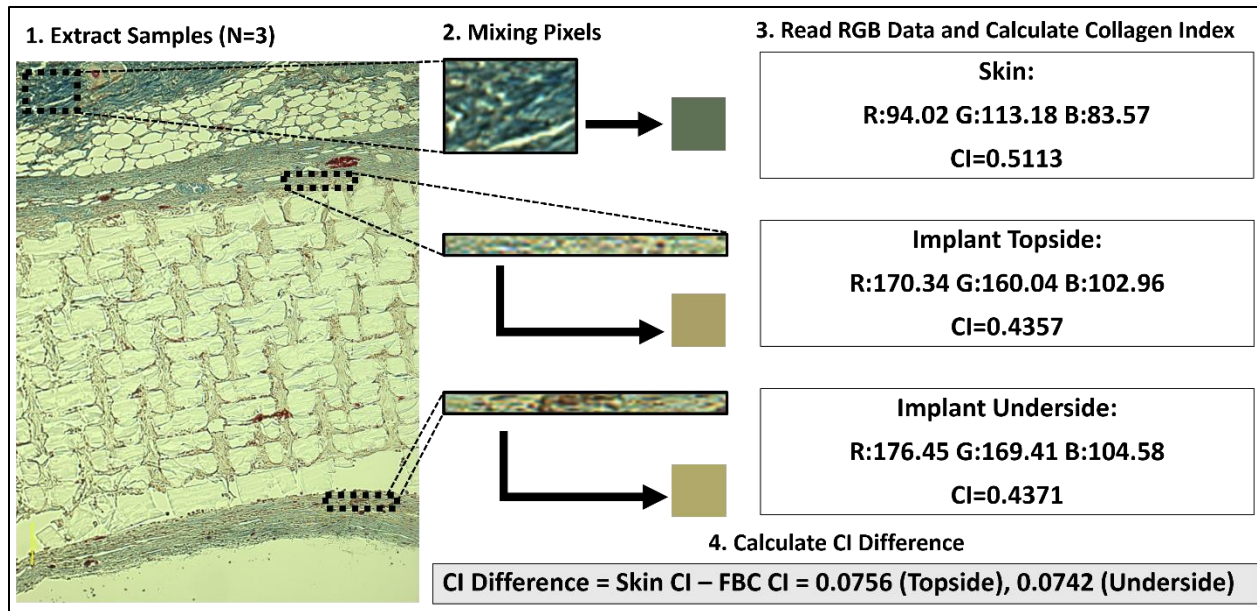 1. Extract Samples (N=3)
2. Mixing Pixels
3. Read RGB Data and Calculate Collagen Index
Skin:
R:94.02 G:113.18 B:83.57
CI=0.5113
Implant Topside:
R:170.34 G:160.04 B:102.96
CI=0.4357
Implant Underside:
R:176.45 G:169.41 B:104.58
CI=0.4371
4. Calculate CI Difference
CI Difference = Skin CI – FBC CI = 0.0756 (Topside), 0.0742 (Underside)